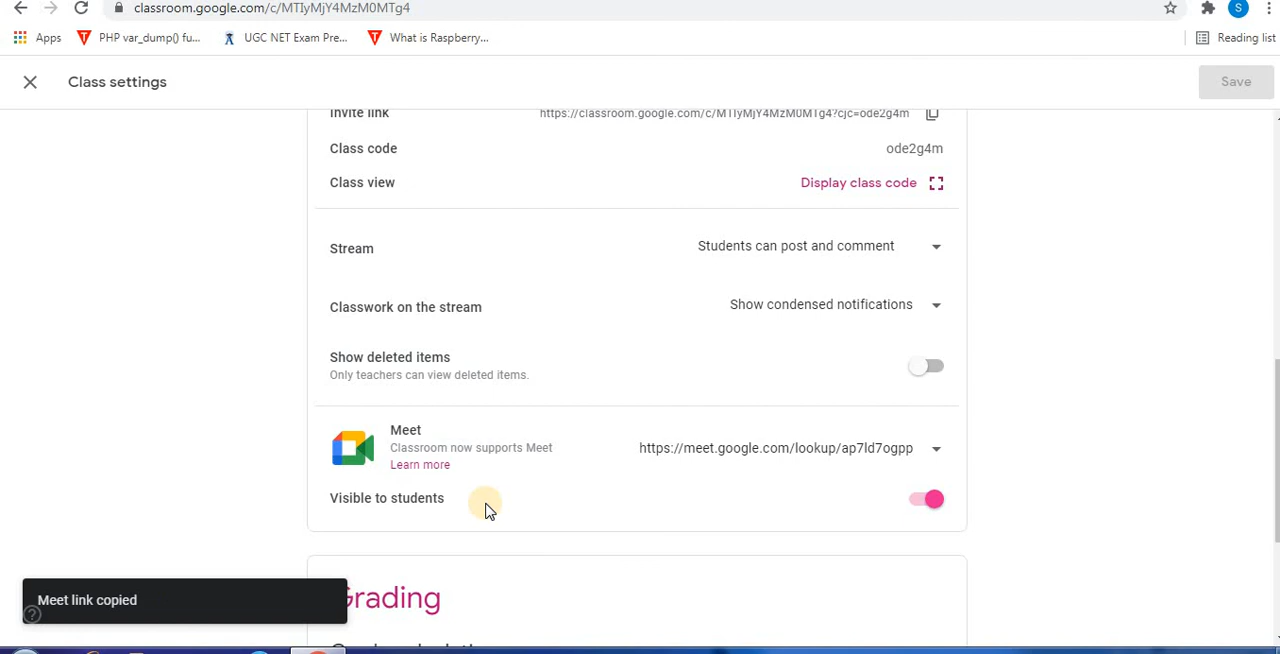 classroom.google.com/c/MTIyMjY4MzM0MTg4
S
Apps PHP var_dump() fu... UGC NET Exam Pre... What is Raspberry... Reading list
Class settings Save
Invite link https://classroom.google.com/c/MTIyMjY4MzM0MTg4?cjc=ode2g4m
Class code ode2g4m
Class view Display class code
Stream Students can post and comment
Classwork on the stream Show condensed notifications
Show deleted items
Only teachers can view deleted items.
Meet
Classroom now supports Meet https://meet.google.com/lookup/ap7ld7ogpp
Learn more
Visible to students
Meet link copied
Grading